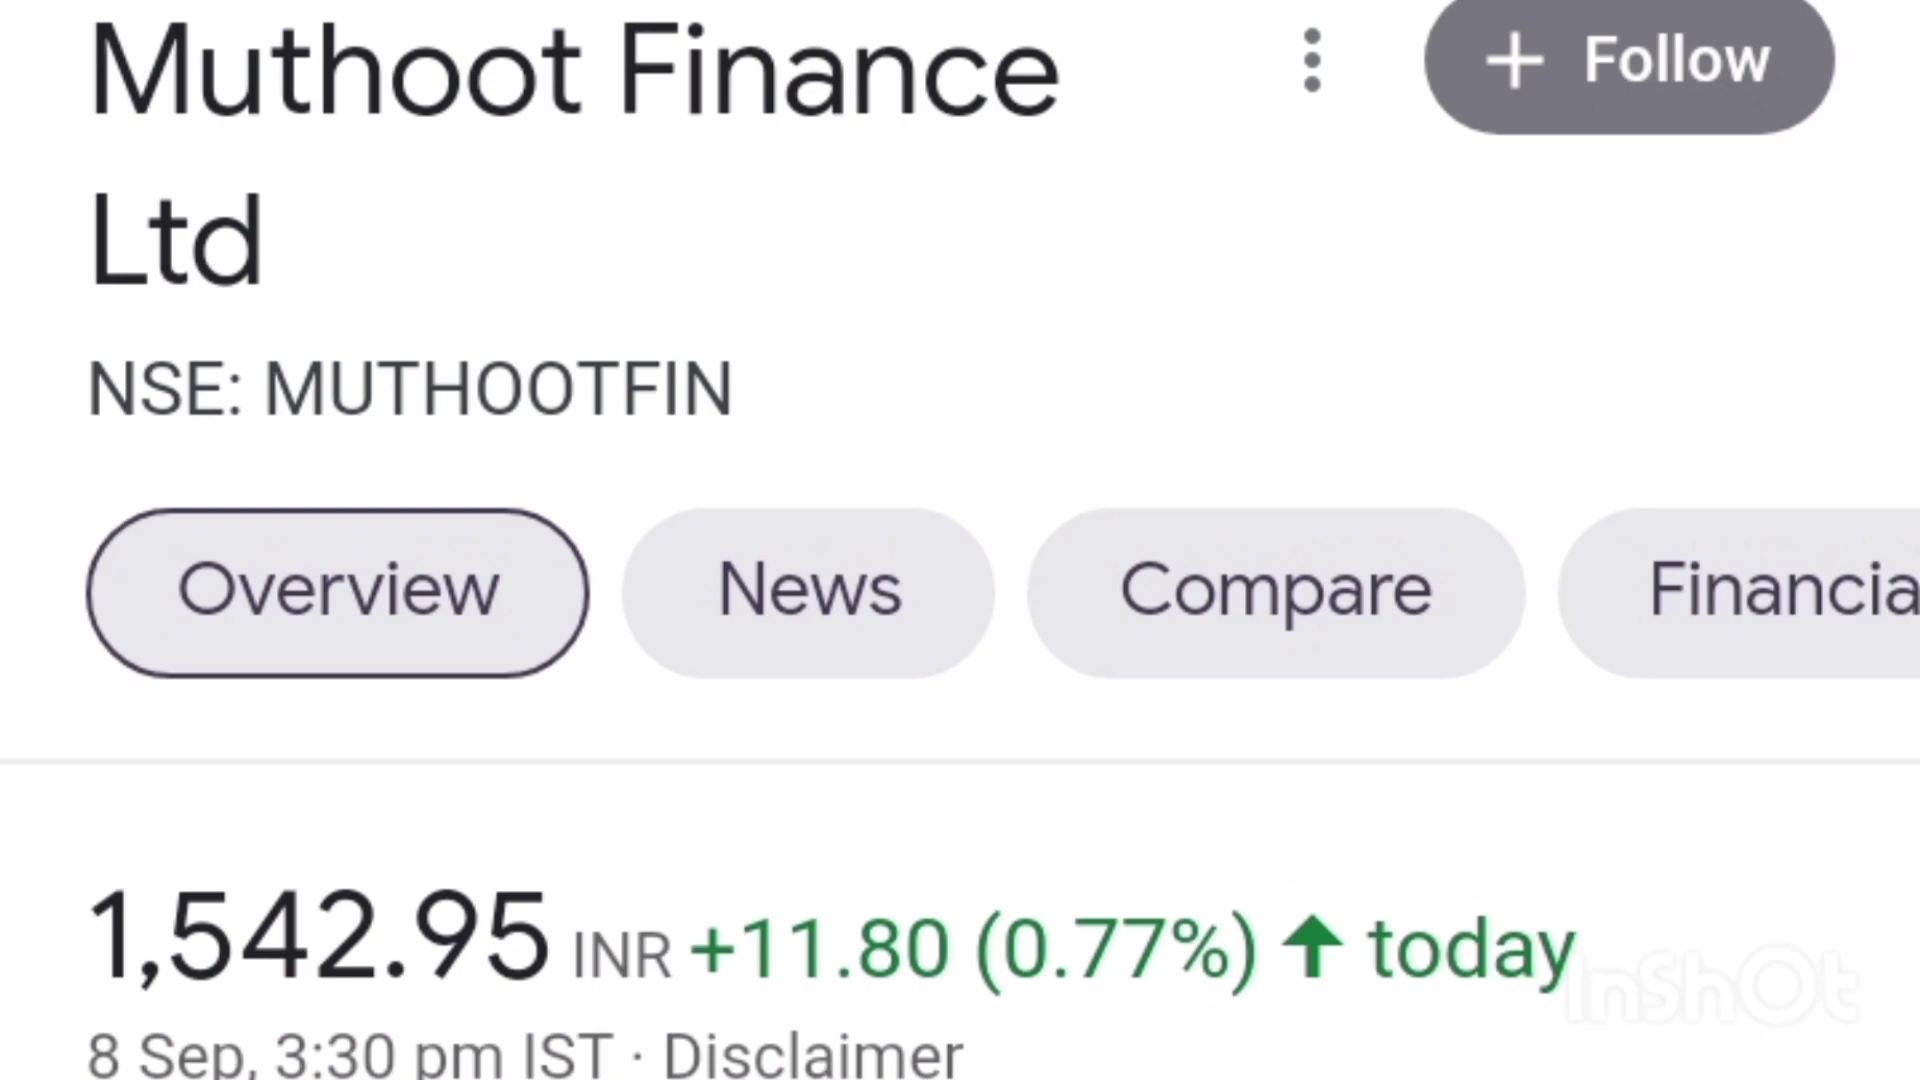 Muthoot Finance
Ltd
+ Follow
NSE: MUTHOOTFIN
Overview News Compare Financia
1,542.95 INR +11.80 (0.77%) ↑ today
InShOt
8 Sep, 3:30 pm IST · Disclaimer